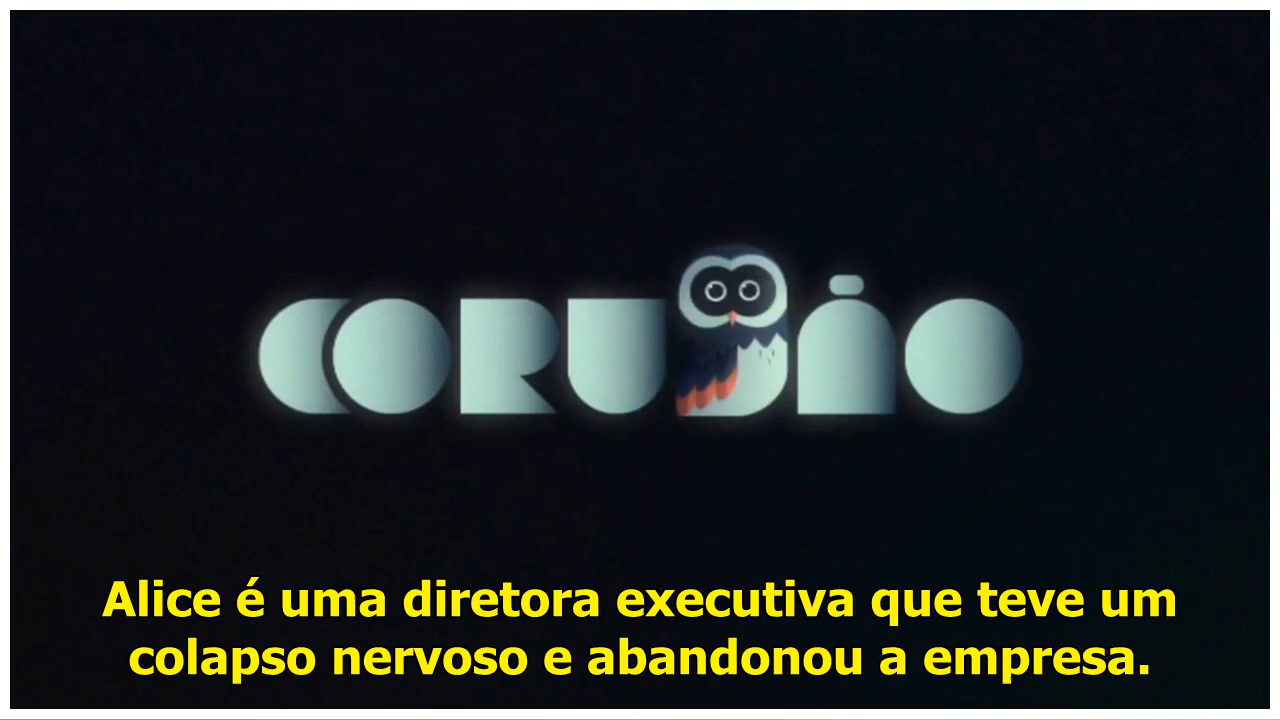 CORUJÃO
Alice é uma diretora executiva que teve um
colapso nervoso e abandonou a empresa.